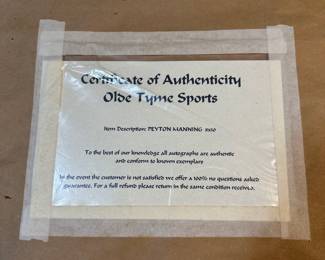 Certificate of Authenticity
Olde Tyme Sports
Item Description: PEYTON MANNING 8x10
To the best of our knowledge all autographs are authentic
and conform to known exemplars
In the event the customer is not satisfied we offer a 100% no questions asked
guarantee. For a full refund please return in the same condition received.